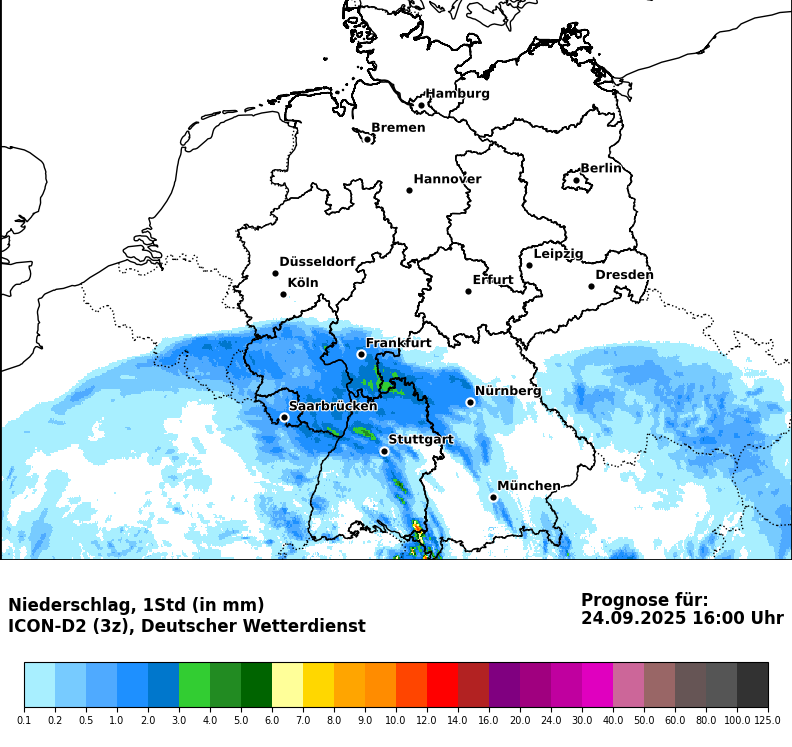 Hamburg
Bremen
Berlin
Hannover
Düsseldorf
Leipzig
Köln
Erfurt
Dresden
Frankfurt
Nürnberg
Saarbrücken
Stuttgart
München
Niederschlag, 1Std (in mm)
ICON-D2 (3z), Deutscher Wetterdienst
Prognose für:
24.09.2025 16:00 Uhr
0.1 0.2 0.5 1.0 2.0 3.0 4.0 5.0 6.0 7.0 8.0 9.0 10.0 12.0 14.0 16.0 20.0 24.0 30.0 40.0 50.0 60.0 80.0 100.0 125.0